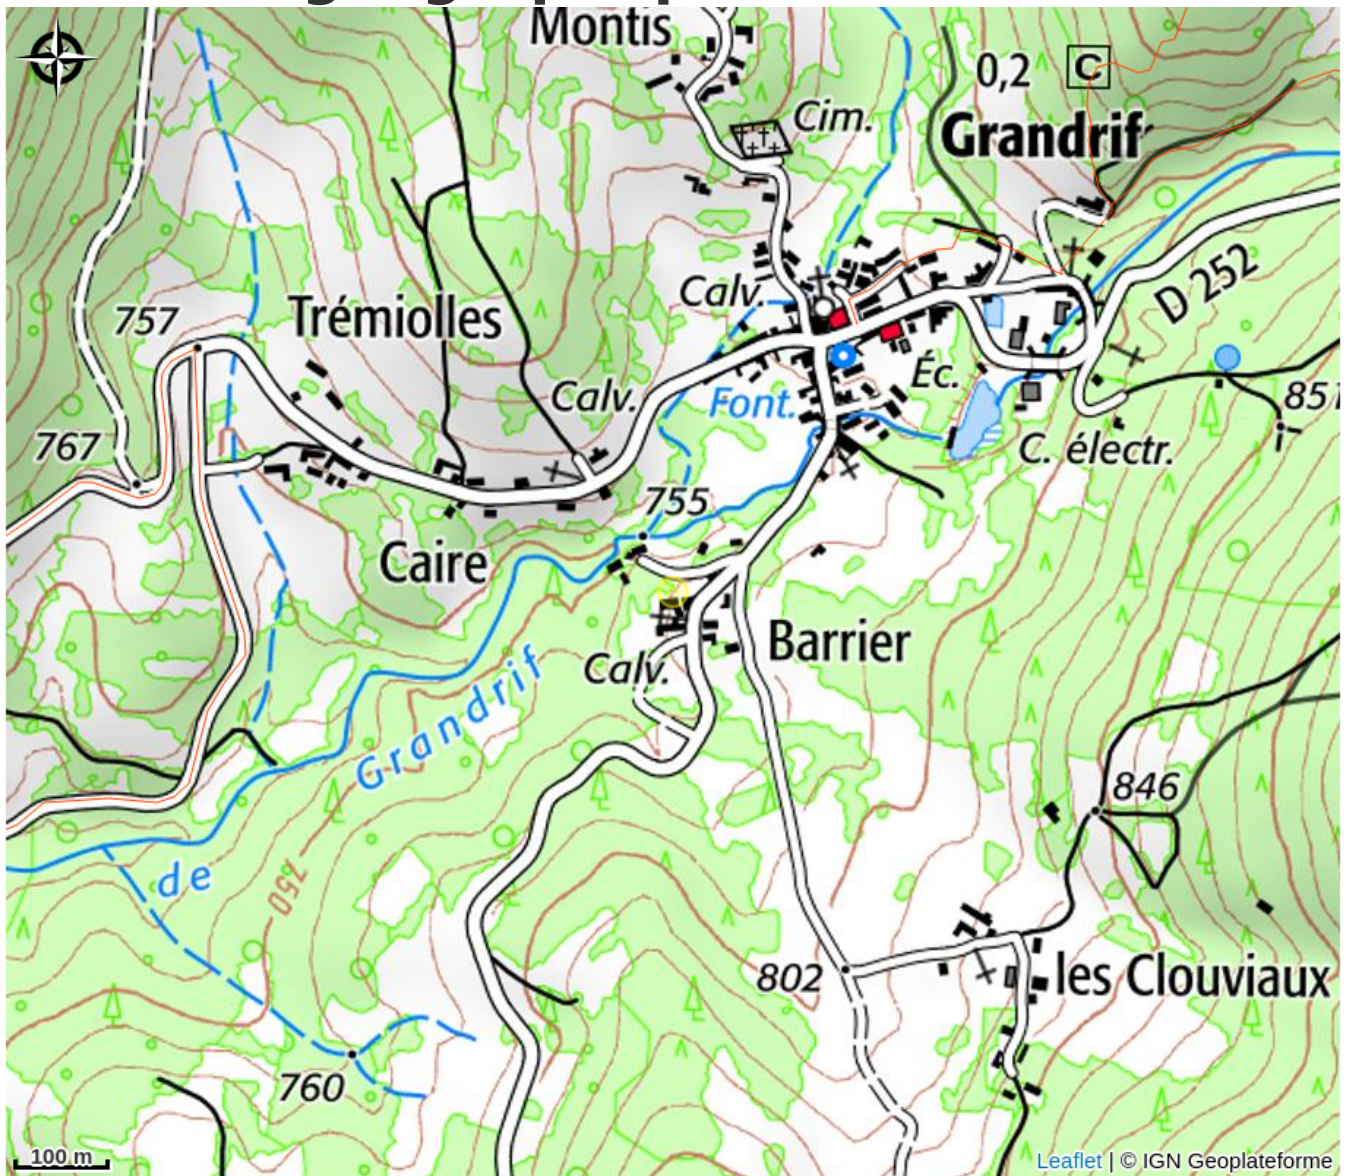 Montis
0,2 C
Cim.
Grandrif
D 252
Calv.
757
Trémiolles
Éc.
Calv.
Font.
851
767
C. électr.
755
Caire
Barrier
Calv.
Grandrif
846
de
750
802
les Clouviaux
760
100 m
Leaflet | © IGN Geoplateforme